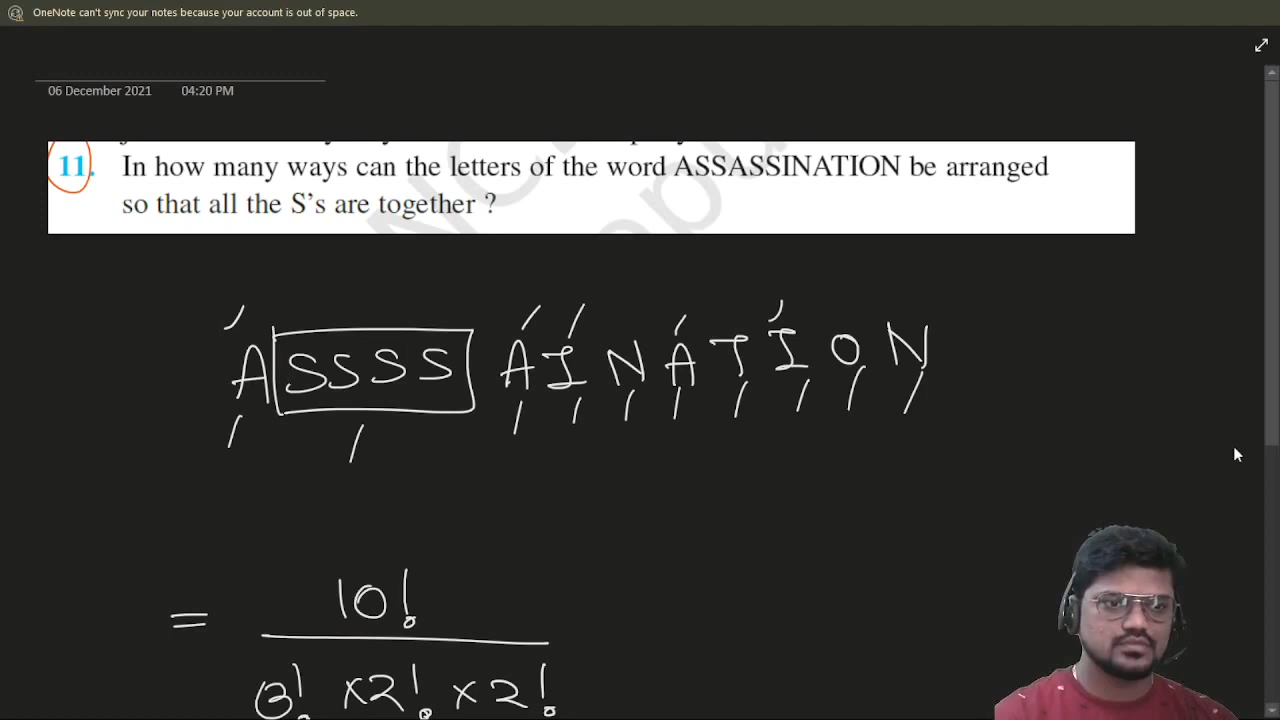 OneNote can't sync your notes because your account is out of space.
06 December 2021 04:20 PM
11. In how many ways can the letters of the word ASSASSINATION be arranged
so that all the S's are together ?
A SSSS A I N A T I O N
= 10!
3! × 2! × 2!